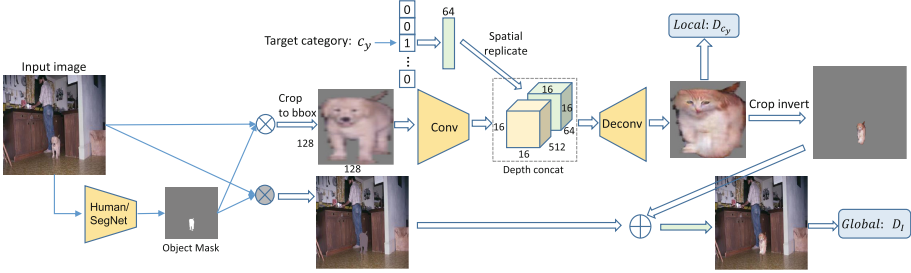 0
0
1
⋮
0
64
Target category: c_y
Spatial
replicate
Local: D_{c_y}
Input image
Crop
to bbox
128
128
Conv
16
16
16
16
64
512
Depth concat
Deconv
Crop invert
Human/
SegNet
Object Mask
Global: D_I